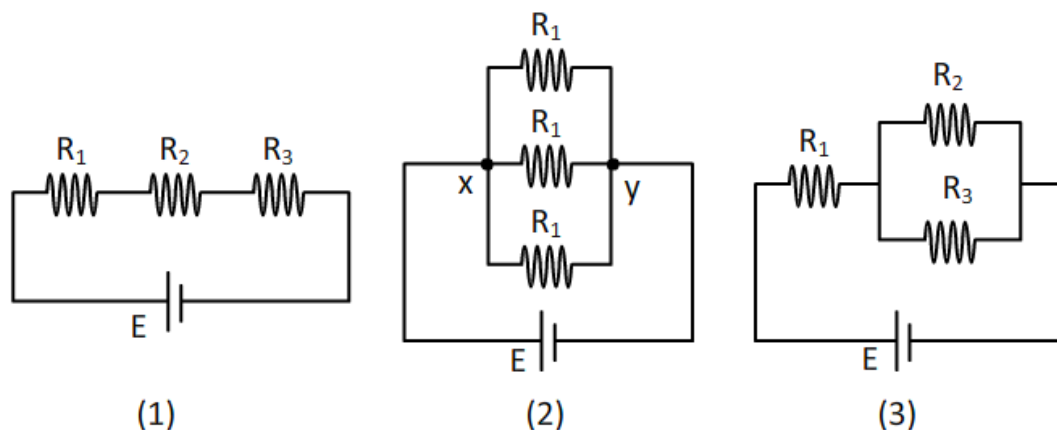 R₁ R₂ R₃
E
(1)
R₁
R₁
x y
R₁
E
(2)
R₂
R₁
R₃
E
(3)